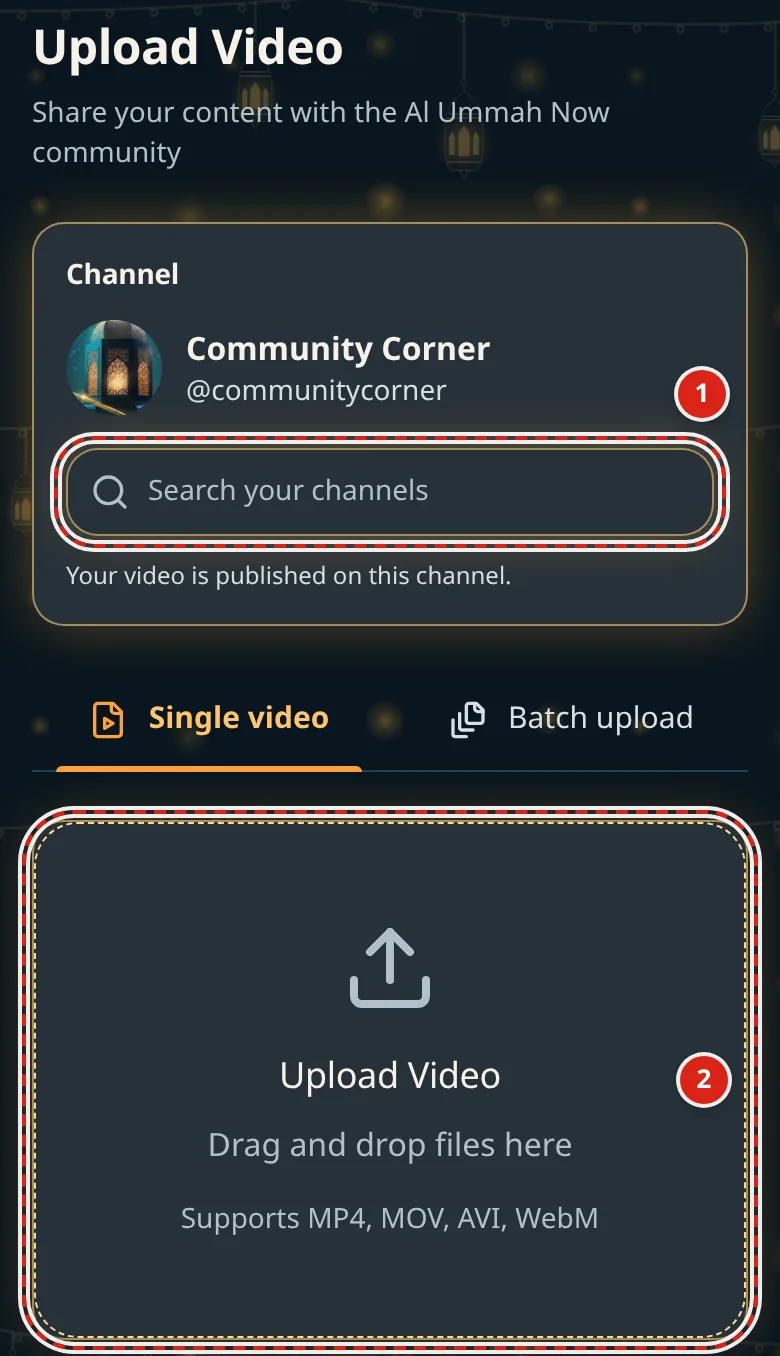 Upload Video
Share your content with the Al Ummah Now
community
Channel
Community Corner
@communitycorner
1
Search your channels
Your video is published on this channel.
Single video
Batch upload
Upload Video
2
Drag and drop files here
Supports MP4, MOV, AVI, WebM